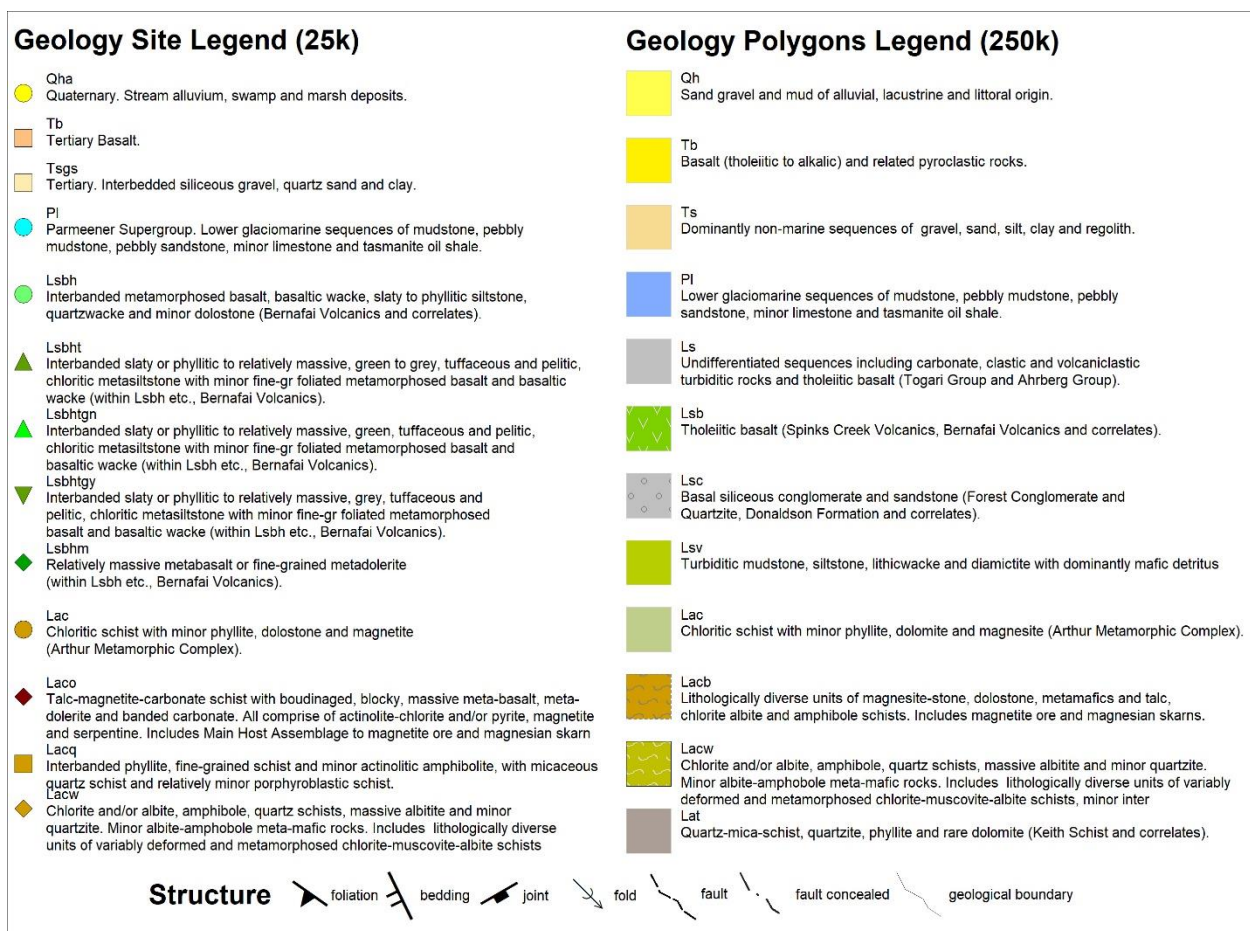 Geology Site Legend (25k)
Qha
Quaternary. Stream alluvium, swamp and marsh deposits.
Tb
Tertiary Basalt.
Tsgs
Tertiary. Interbedded siliceous gravel, quartz sand and clay.
Pl
Parmeener Supergroup. Lower glaciomarine sequences of mudstone, pebbly
mudstone, pebbly sandstone, minor limestone and tasmanite oil shale.
Lsbh
Interbanded metamorphosed basalt, basaltic wacke, slaty to phyllitic siltstone,
quartzwacke and minor dolostone (Bernafai Volcanics and correlates).
Lsbht
Interbanded slaty or phyllitic to relatively massive, green to grey, tuffaceous and pelitic,
chloritic metasiltstone with minor fine-gr foliated metamorphosed basalt and basaltic
wacke (within Lsbh etc., Bernafai Volcanics).
Lsbhtgn
Interbanded slaty or phyllitic to relatively massive, green, tuffaceous and pelitic,
chloritic metasiltstone with minor fine-gr foliated metamorphosed basalt and
basaltic wacke (within Lsbh etc., Bernafai Volcanics).
Lsbhtgy
Interbanded slaty or phyllitic to relatively massive, grey, tuffaceous and
pelitic, chloritic metasiltstone with minor fine-gr foliated metamorphosed
basalt and basaltic wacke (within Lsbh etc., Bernafai Volcanics).
Lsbhm
Relatively massive metabasalt or fine-grained metadolerite
(within Lsbh etc., Bernafai Volcanics).
Lac
Chloritic schist with minor phyllite, dolostone and magnetite
(Arthur Metamorphic Complex).
Laco
Talc-magnetite-carbonate schist with boudinaged, blocky, massive meta-basalt, meta-
dolerite and banded carbonate. All comprise of actinolite-chlorite and/or pyrite, magnetite
and serpentine. Includes Main Host Assemblage to magnetite ore and magnesian skarn
Lacq
Interbanded phyllite, fine-grained schist and minor actinolitic amphibolite, with micaceous
quartz schist and relatively minor porphyroblastic schist.
Lacw
Chlorite and/or albite, amphibole, quartz schists, massive albitite and minor
quartzite. Minor albite-amphobole meta-mafic rocks. Includes lithologically diverse
units of variably deformed and metamorphosed chlorite-muscovite-albite schists
Geology Polygons Legend (250k)
Qh
Sand gravel and mud of alluvial, lacustrine and littoral origin.
Tb
Basalt (tholeiitic to alkalic) and related pyroclastic rocks.
Ts
Dominantly non-marine sequences of gravel, sand, silt, clay and regolith.
Pl
Lower glaciomarine sequences of mudstone, pebbly mudstone, pebbly
sandstone, minor limestone and tasmanite oil shale.
Ls
Undifferentiated sequences including carbonate, clastic and volcaniclastic
turbiditic rocks and tholeiitic basalt (Togari Group and Ahrberg Group).
Lsb
Tholeiitic basalt (Spinks Creek Volcanics, Bernafai Volcanics and correlates).
Lsc
Basal siliceous conglomerate and sandstone (Forest Conglomerate and
Quartzite, Donaldson Formation and correlates).
Lsv
Turbiditic mudstone, siltstone, lithicwacke and diamictite with dominantly mafic detritus
Lac
Chloritic schist with minor phyllite, dolomite and magnesite (Arthur Metamorphic Complex).
Lacb
Lithologically diverse units of magnesite-stone, dolostone, metamafics and talc,
chlorite albite and amphibole schists. Includes magnetite ore and magnesian skarns.
Lacw
Chlorite and/or albite, amphibole, quartz schists, massive albitite and minor quartzite.
Minor albite-amphobole meta-mafic rocks. Includes lithologically diverse units of variably
deformed and metamorphosed chlorite-muscovite-albite schists, minor inter
Lat
Quartz-mica-schist, quartzite, phyllite and rare dolomite (Keith Schist and correlates).
Structure foliation bedding joint fold fault fault concealed geological boundary